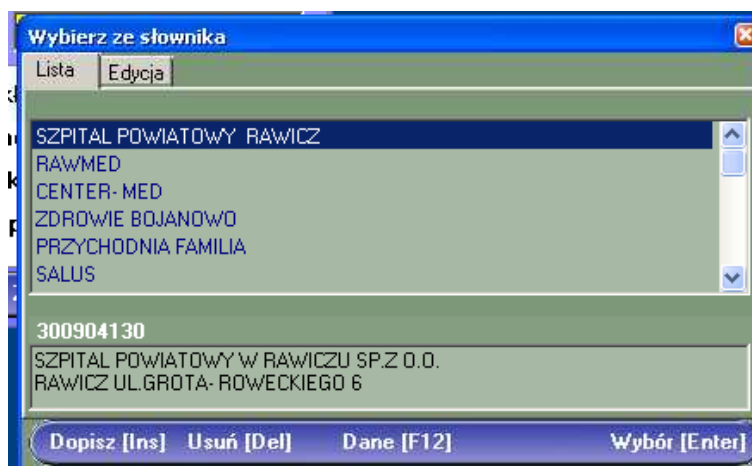 Wybierz ze słownika
Lista Edycja
SZPITAL POWIATOWY RAWICZ
RAWMED
CENTER- MED
ZDROWIE BOJANOWO
PRZYCHODNIA FAMILIA
SALUS
300904130
SZPITAL POWIATOWY W RAWICZU SP.Z O.O.
RAWICZ UL.GROTA- ROWECKIEGO 6
Dopisz [Ins] Usuń [Del] Dane [F12] Wybór [Enter]